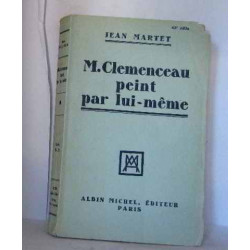 JEAN MARTET
M. Clemenceau
peint
par lui-même
ALBIN MICHEL, ÉDITEUR
PARIS